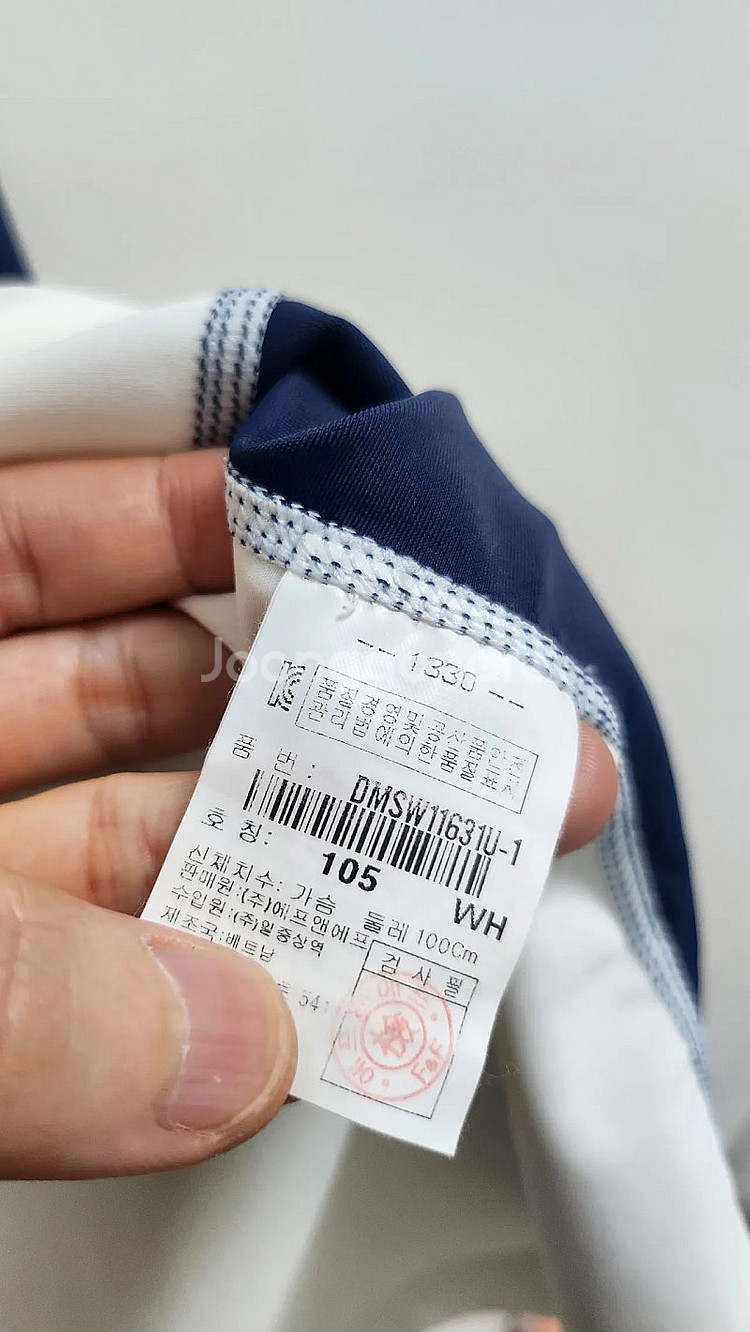 -- 1330 --
품질경영및공산품안전
관리법에의한품질표시
품 번: DMSW11631U-1
호 칭: 105 WH
신체치수: 가슴 둘레 100Cm
판매원:(주)에프앤에프
수입원:(주)일중상역
제조국:베트남
541
검사필
F&F